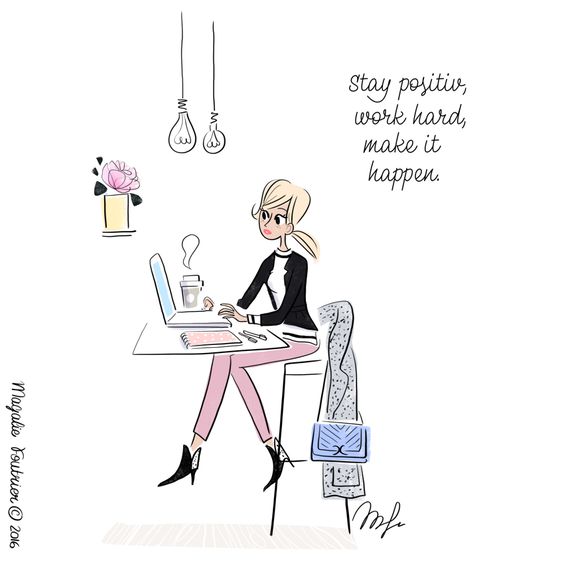 Stay positiv,
work hard,
make it
happen.
Magalie Foutrier © 2016